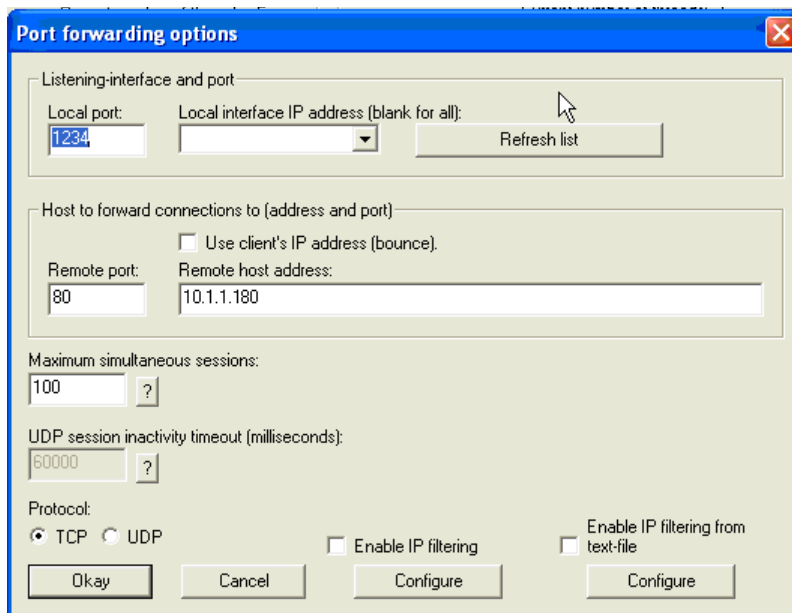 Port forwarding options
Listening-interface and port
Local port: Local interface IP address (blank for all):
1234 Refresh list
Host to forward connections to (address and port)
Use client's IP address (bounce).
Remote port: Remote host address:
80 10.1.1.180
Maximum simultaneous sessions:
100 ?
UDP session inactivity timeout (milliseconds):
60000 ?
Protocol:
TCP UDP Enable IP filtering Enable IP filtering from
text-file
Okay Cancel Configure Configure